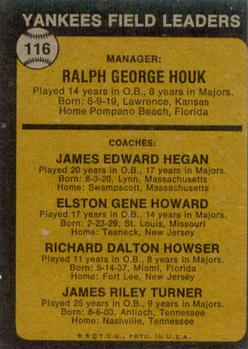 YANKEES FIELD LEADERS
116
MANAGER:
RALPH GEORGE HOUK
Played 14 years in O.B., 8 years in Majors.
Born: 8-9-19, Lawrence, Kansas
Home Pompano Beach, Florida
COACHES:
JAMES EDWARD HEGAN
Played 20 years in O.B., 17 years in Majors.
Born: 8-3-20, Lynn, Massachusetts
Home: Swampscott, Massachusetts
ELSTON GENE HOWARD
Played 17 years in O.B., 14 years in Majors.
Born: 2-23-29, St. Louis, Missouri
Home: Teaneck, New Jersey
RICHARD DALTON HOWSER
Played 11 years in O.B., 8 years in Majors.
Born: 5-14-37, Miami, Florida
Home: Fort Lee, New Jersey
JAMES RILEY TURNER
Played 25 years in O.B., 9 years in Majors.
Born: 8-6-03, Antioch, Tennessee
Home: Nashville, Tennessee
★★© T.C.G., PRTD. IN U.S.A.